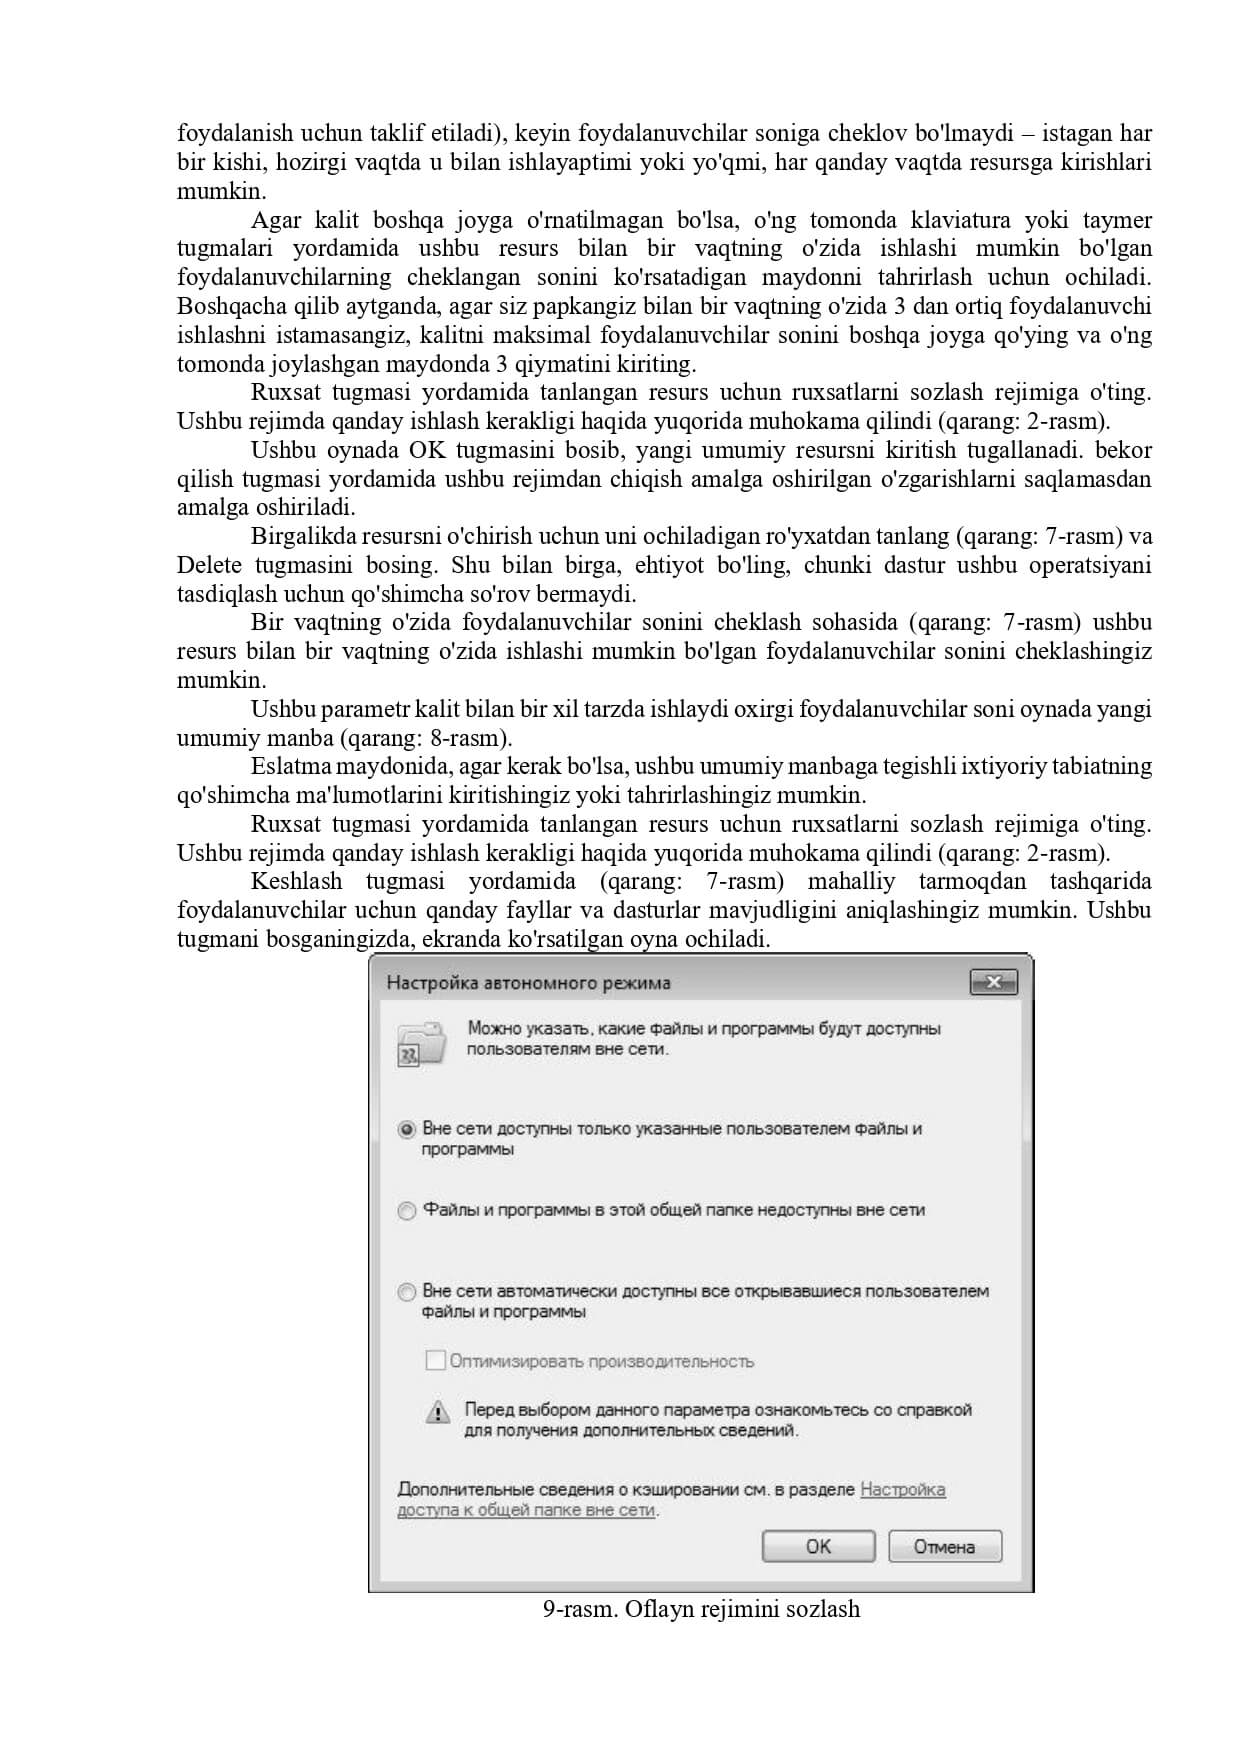 foydalanish uchun taklif etiladi), keyin foydalanuvchilar soniga cheklov bo'lmaydi – istagan har
bir kishi, hozirgi vaqtda u bilan ishlayaptimi yoki yo'qmi, har qanday vaqtda resursga kirishlari
mumkin.
Agar kalit boshqa joyga o'rnatilmagan bo'lsa, o'ng tomonda klaviatura yoki taymer
tugmalari yordamida ushbu resurs bilan bir vaqtning o'zida ishlashi mumkin bo'lgan
foydalanuvchilarning cheklangan sonini ko'rsatadigan maydonni tahrirlash uchun ochiladi.
Boshqacha qilib aytganda, agar siz papkangiz bilan bir vaqtning o'zida 3 dan ortiq foydalanuvchi
ishlashni istamasangiz, kalitni maksimal foydalanuvchilar sonini boshqa joyga qo'ying va o'ng
tomonda joylashgan maydonda 3 qiymatini kiriting.
Ruxsat tugmasi yordamida tanlangan resurs uchun ruxsatlarni sozlash rejimiga o'ting.
Ushbu rejimda qanday ishlash kerakligi haqida yuqorida muhokama qilindi (qarang: 2-rasm).
Ushbu oynada OK tugmasini bosib, yangi umumiy resursni kiritish tugallanadi. bekor
qilish tugmasi yordamida ushbu rejimdan chiqish amalga oshirilgan o'zgarishlarni saqlamasdan
amalga oshiriladi.
Birgalikda resursni o'chirish uchun uni ochiladigan ro'yxatdan tanlang (qarang: 7-rasm) va
Delete tugmasini bosing. Shu bilan birga, ehtiyot bo'ling, chunki dastur ushbu operatsiyani
tasdiqlash uchun qo'shimcha so'rov bermaydi.
Bir vaqtning o'zida foydalanuvchilar sonini cheklash sohasida (qarang: 7-rasm) ushbu
resurs bilan bir vaqtning o'zida ishlashi mumkin bo'lgan foydalanuvchilar sonini cheklashingiz
mumkin.
Ushbu parametr kalit bilan bir xil tarzda ishlaydi oxirgi foydalanuvchilar soni oynada yangi
umumiy manba (qarang: 8-rasm).
Eslatma maydonida, agar kerak bo'lsa, ushbu umumiy manbaga tegishli ixtiyoriy tabiatning
qo'shimcha ma'lumotlarini kiritishingiz yoki tahrirlashingiz mumkin.
Ruxsat tugmasi yordamida tanlangan resurs uchun ruxsatlarni sozlash rejimiga o'ting.
Ushbu rejimda qanday ishlash kerakligi haqida yuqorida muhokama qilindi (qarang: 2-rasm).
Keshlash tugmasi yordamida (qarang: 7-rasm) mahalliy tarmoqdan tashqarida
foydalanuvchilar uchun qanday fayllar va dasturlar mavjudligini aniqlashingiz mumkin. Ushbu
tugmani bosganingizda, ekranda ko'rsatilgan oyna ochiladi.
Настройка автономного режима
Можно указать, какие файлы и программы будут доступны
пользователям вне сети.
Вне сети доступны только указанные пользователем файлы и
программы
Файлы и программы в этой общей папке недоступны вне сети
Вне сети автоматически доступны все открывавшиеся пользователем
файлы и программы
Оптимизировать производительность
Перед выбором данного параметра ознакомьтесь со справкой
для получения дополнительных сведений.
Дополнительные сведения о кэшировании см. в разделе Настройка
доступа к общей папке вне сети.
OK Отмена
9-rasm. Oflayn rejimini sozlash